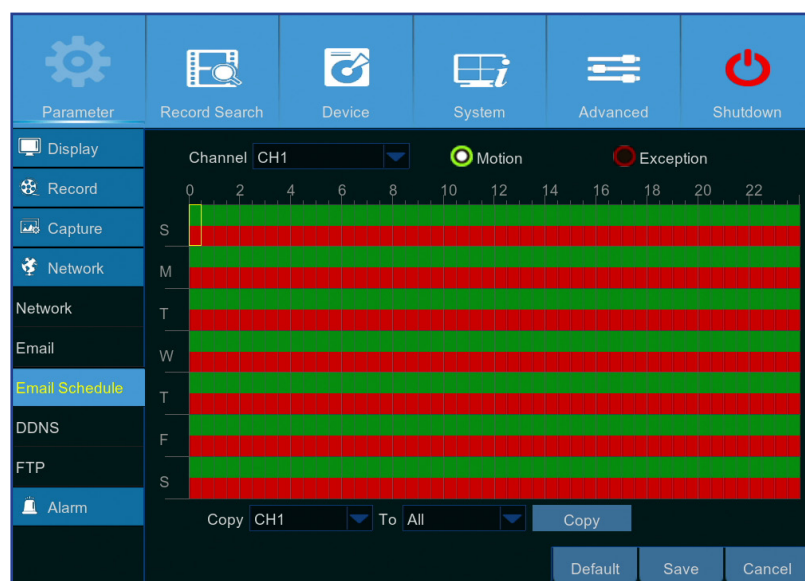 Parameter Record Search Device System Advanced Shutdown
Display
Record
Capture
Network
Network
Email
Email Schedule
DDNS
FTP
Alarm
Channel CH1 Motion Exception
0 2 4 6 8 10 12 14 16 18 20 22
S
M
T
W
T
F
S
Copy CH1 To All Copy
Default Save Cancel